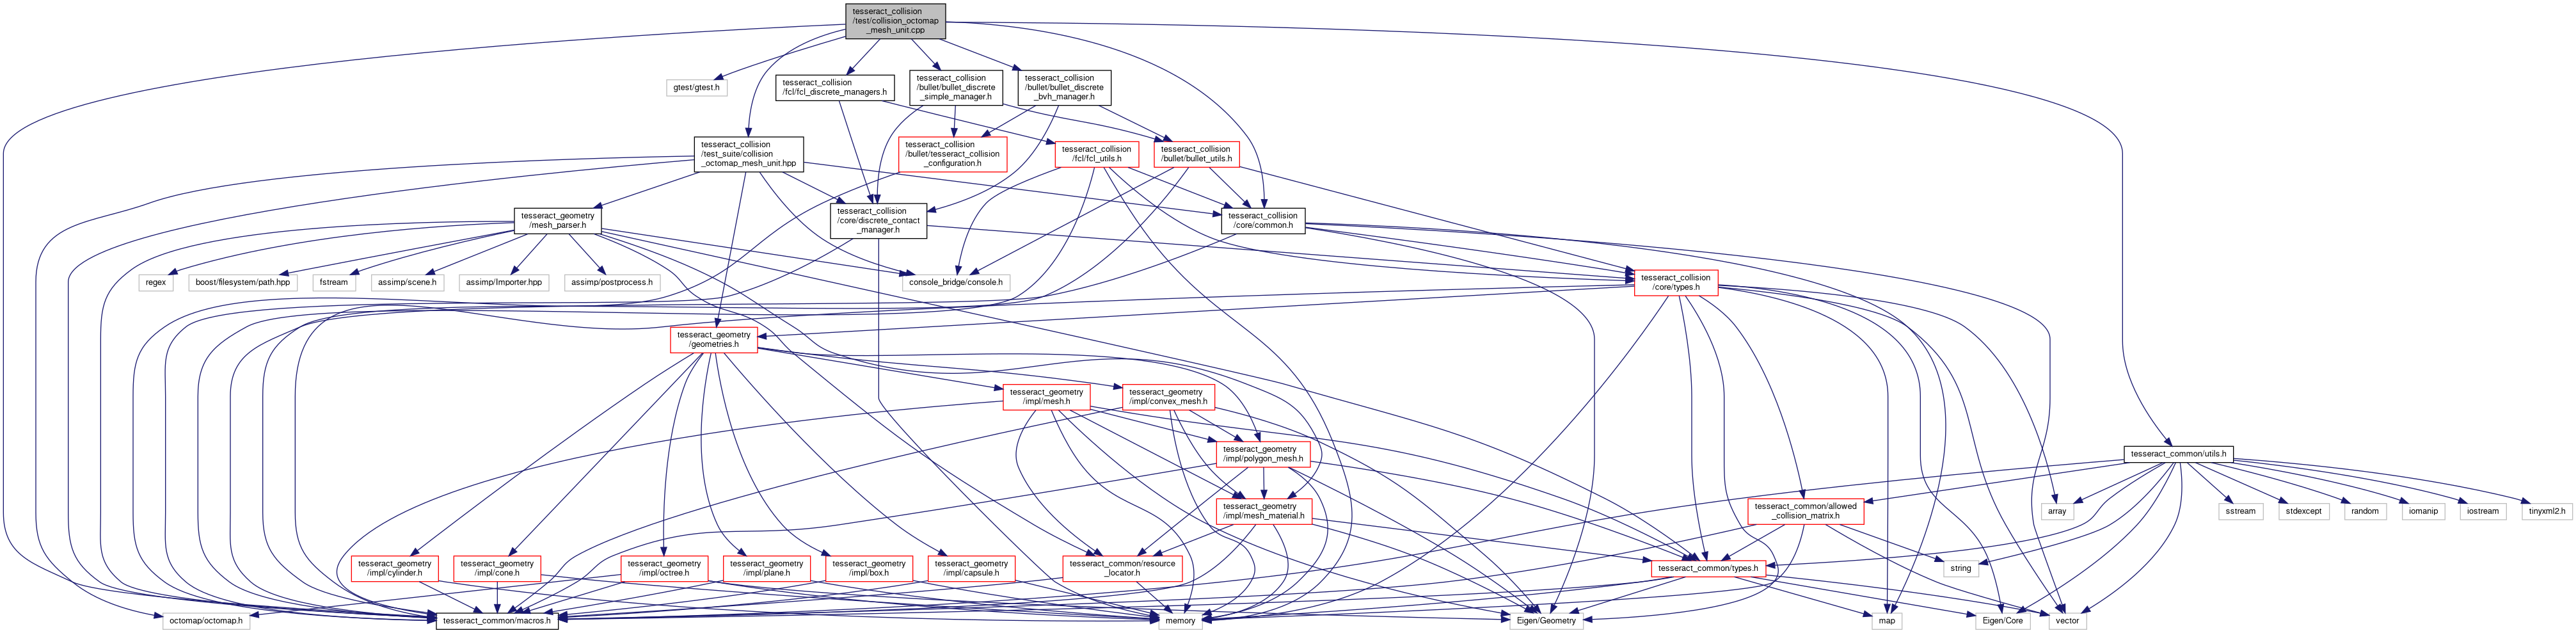 tesseract_collision
/test/collision_octomap
_mesh_unit.cpp
gtest/gtest.h
tesseract_collision
/fcl/fcl_discrete_managers.h
tesseract_collision
/bullet/bullet_discrete
_simple_manager.h
tesseract_collision
/bullet/bullet_discrete
_bvh_manager.h
tesseract_collision
/test_suite/collision
_octomap_mesh_unit.hpp
tesseract_collision
/bullet/tesseract_collision
_configuration.h
tesseract_collision
/fcl/fcl_utils.h
tesseract_collision
/bullet/bullet_utils.h
tesseract_geometry
/mesh_parser.h
tesseract_collision
/core/discrete_contact
_manager.h
tesseract_collision
/core/common.h
regex
boost/filesystem/path.hpp
fstream
assimp/scene.h
assimp/Importer.hpp
assimp/postprocess.h
console_bridge/console.h
tesseract_collision
/core/types.h
tesseract_geometry
/geometries.h
tesseract_geometry
/impl/mesh.h
tesseract_geometry
/impl/convex_mesh.h
tesseract_geometry
/impl/polygon_mesh.h
tesseract_common/utils.h
tesseract_geometry
/impl/mesh_material.h
tesseract_common/allowed
_collision_matrix.h
array
sstream
stdexcept
random
iomanip
iostream
tinyxml2.h
tesseract_geometry
/impl/cylinder.h
tesseract_geometry
/impl/cone.h
tesseract_geometry
/impl/octree.h
tesseract_geometry
/impl/plane.h
tesseract_geometry
/impl/box.h
tesseract_geometry
/impl/capsule.h
tesseract_common/resource
_locator.h
tesseract_common/types.h
string
octomap/octomap.h
tesseract_common/macros.h
memory
Eigen/Geometry
map
Eigen/Core
vector